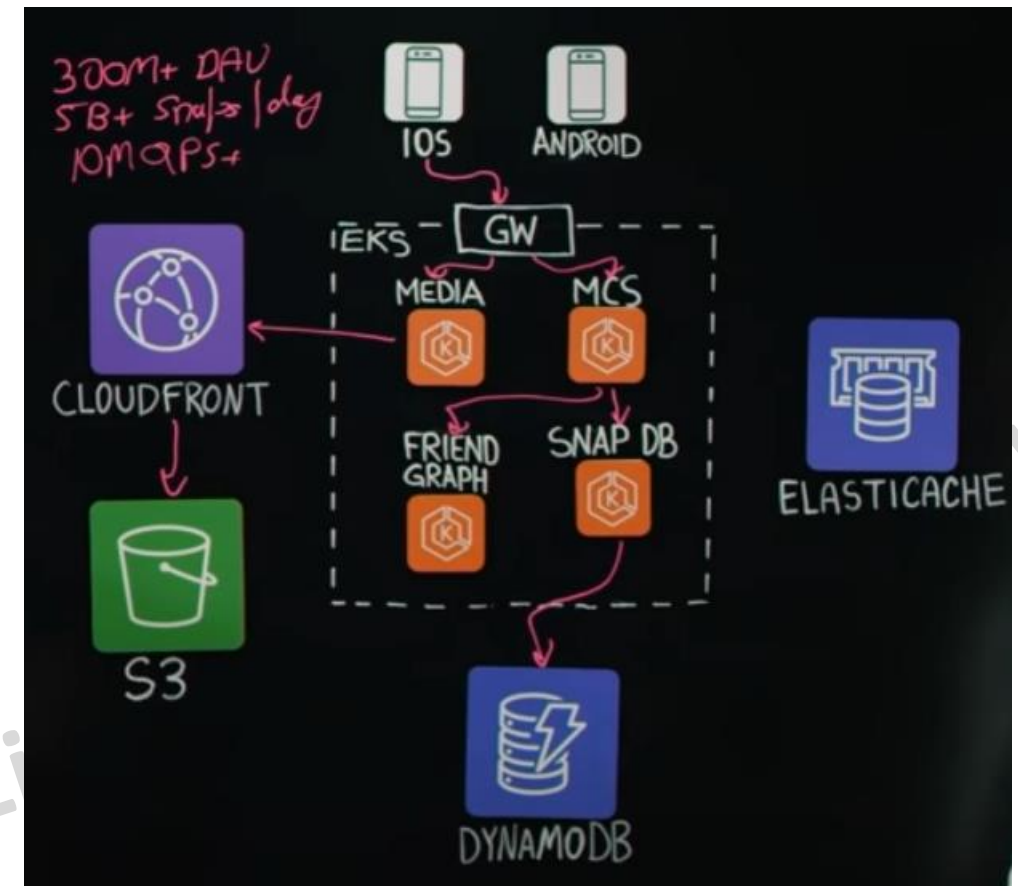 300M+ DAU
5B+ Snaps/day
10M QPS+
IOS
ANDROID
GW
EKS
MEDIA
MCS
CLOUDFRONT
FRIEND
GRAPH
SNAP DB
ELASTICACHE
S3
DYNAMODB